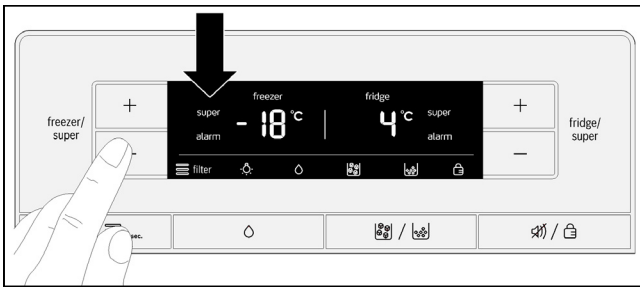 freezer/
super
+
-
super
alarm
freezer
- 18 °C
fridge
4 °C
super
alarm
filter
+
—
fridge/
super
sec.
/
/